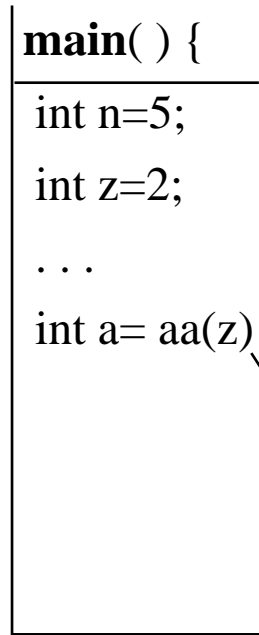 main( ) {
int n=5;
int z=2;
. . .
int a= aa(z)